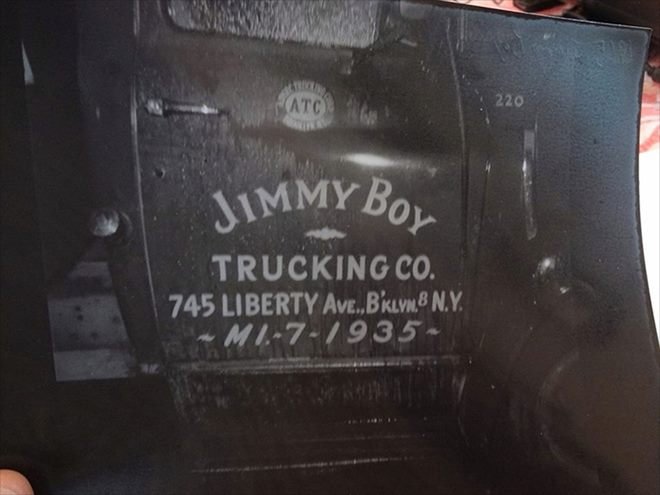 ATC
220
JIMMY BOY
TRUCKING CO.
745 LIBERTY AVE., B'KLYN. 8 N.Y.
~ MI.-7-1935 ~